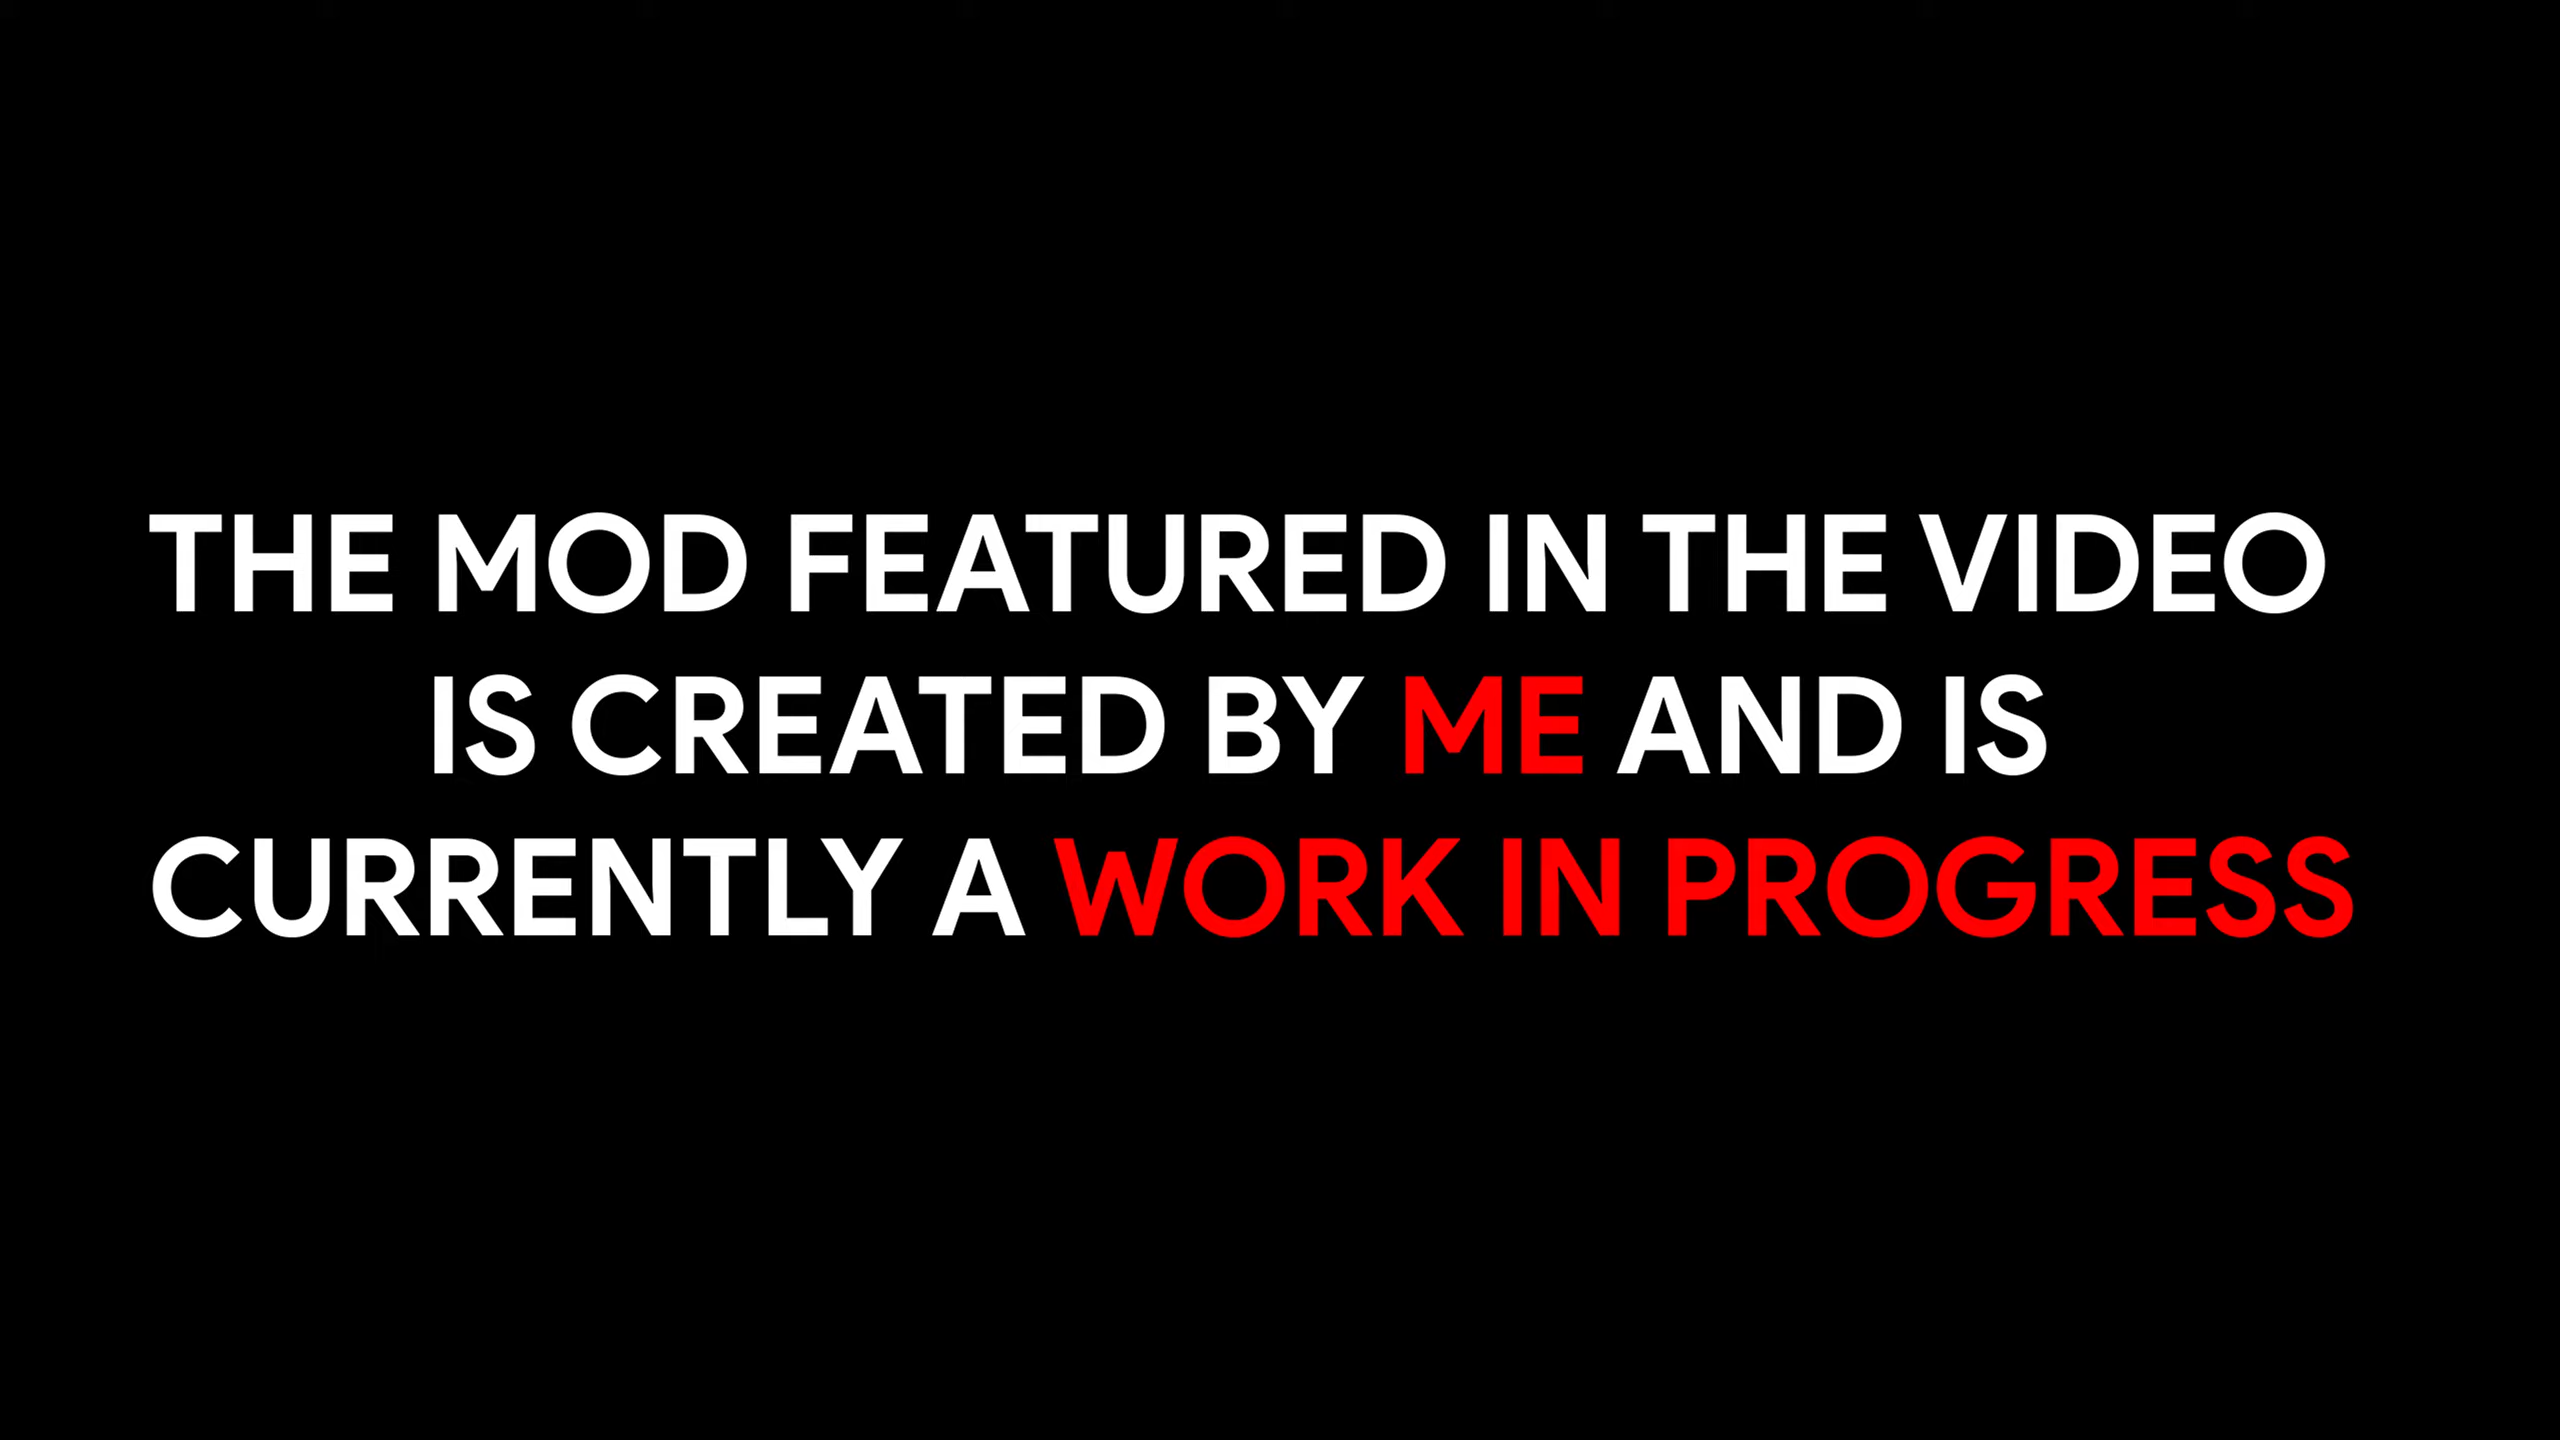 THE MOD FEATURED IN THE VIDEO
IS CREATED BY ME AND IS
CURRENTLY A WORK IN PROGRESS